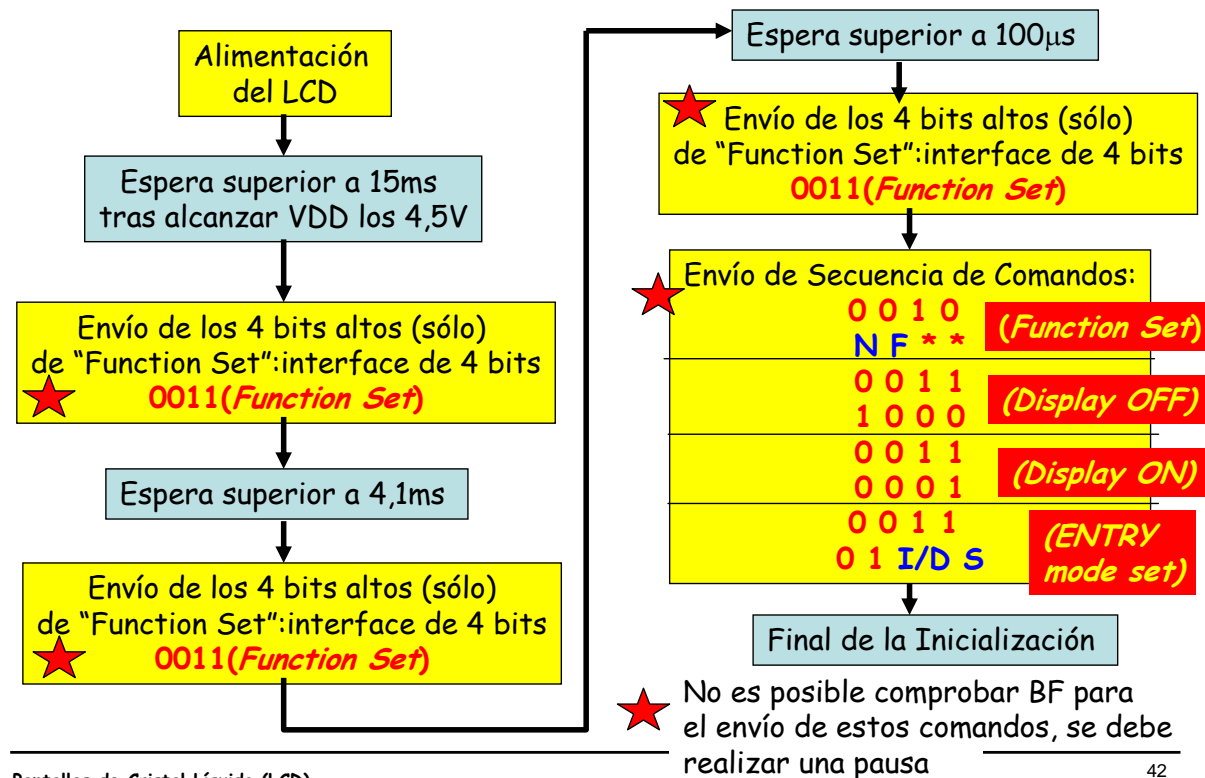 Alimentación
del LCD
Espera superior a 15ms
tras alcanzar VDD los 4,5V
Envío de los 4 bits altos (sólo)
de “Function Set”:interface de 4 bits
0011(Function Set)
Espera superior a 4,1ms
Envío de los 4 bits altos (sólo)
de “Function Set”:interface de 4 bits
0011(Function Set)
Espera superior a 100μs
Envío de los 4 bits altos (sólo)
de “Function Set”:interface de 4 bits
0011(Function Set)
Envío de Secuencia de Comandos:
0 0 1 0
N F * *
(Function Set)
0 0 1 1
1 0 0 0
(Display OFF)
0 0 1 1
0 0 0 1
(Display ON)
0 0 1 1
0 1 I/D S
(ENTRY
mode set)
Final de la Inicialización
No es posible comprobar BF para
el envío de estos comandos, se debe
realizar una pausa
Pantallas de Cristal Líquido (LCD)
42